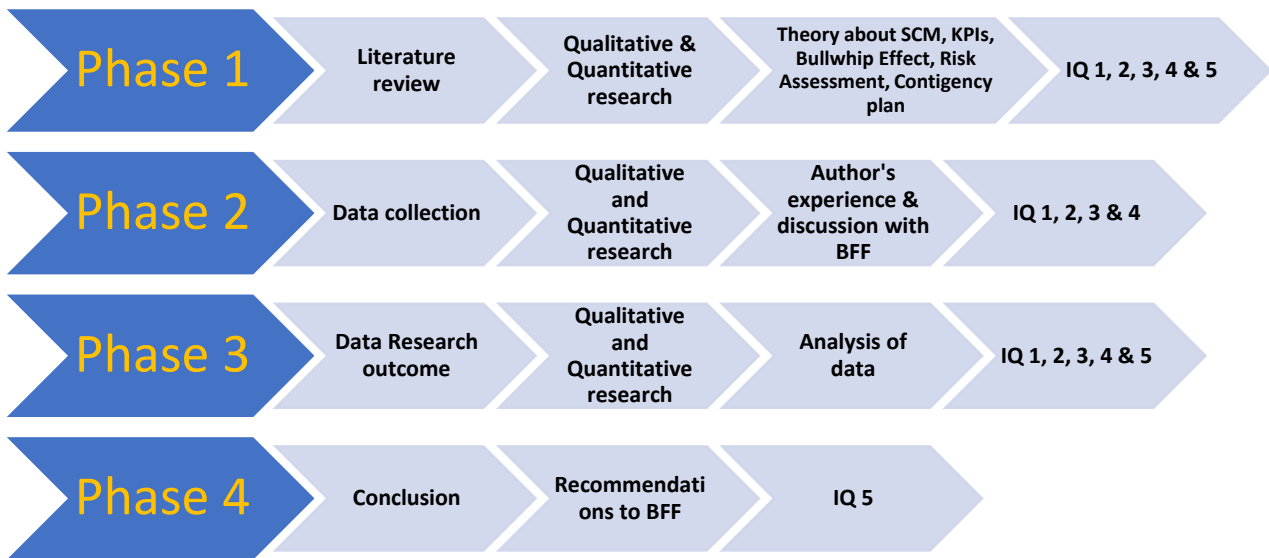 Phase 1
Literature
review
Qualitative &
Quantitative
research
Theory about SCM, KPIs,
Bullwhip Effect, Risk
Assessment, Contigency
plan
IQ 1, 2, 3, 4 & 5
Phase 2
Data collection
Qualitative
and
Quantitative
research
Author's
experience &
discussion with
BFF
IQ 1, 2, 3 & 4
Phase 3
Data Research
outcome
Qualitative
and
Quantitative
research
Analysis of
data
IQ 1, 2, 3, 4 & 5
Phase 4
Conclusion
Recommendati
ons to BFF
IQ 5